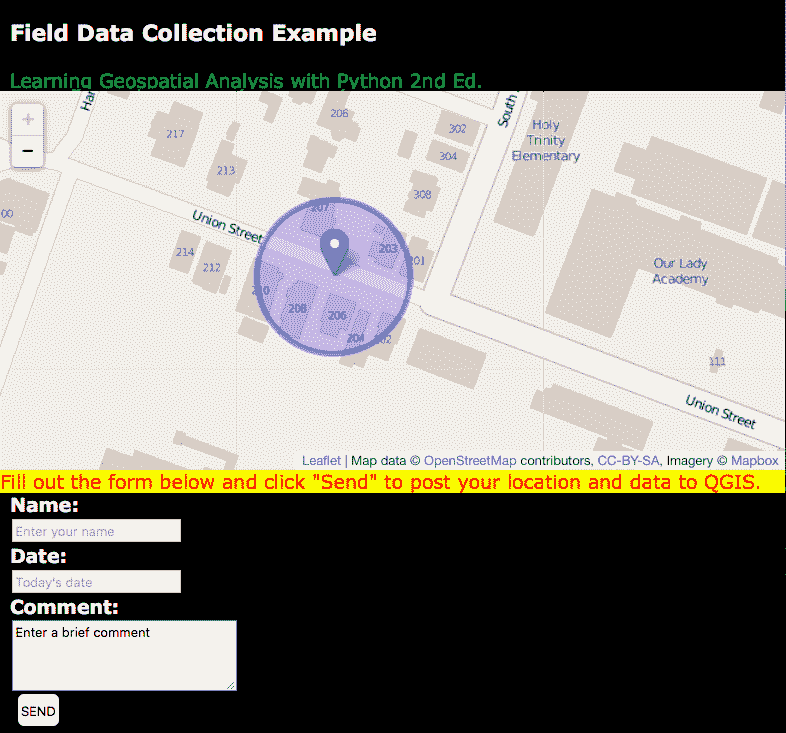 Field Data Collection Example
Learning Geospatial Analysis with Python 2nd Ed.
+
−
South
206
217
302
Holy
Trinity
Elementary
304
213
308
207
Union Street
203
214
201
212
Our Lady
Academy
210
208
206
204
202
111
Union Street
Leaflet | Map data © OpenStreetMap contributors, CC-BY-SA, Imagery © Mapbox
Fill out the form below and click "Send" to post your location and data to QGIS.
Name:
Enter your name
Date:
Today's date
Comment:
Enter a brief comment
SEND